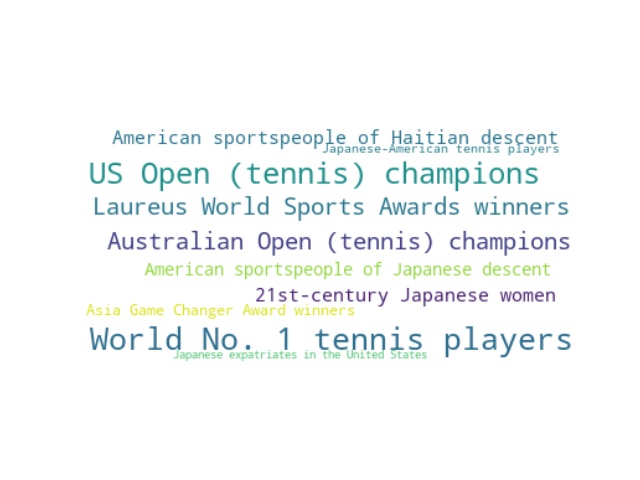 American sportspeople of Haitian descent
Japanese-American tennis players
US Open (tennis) champions
Laureus World Sports Awards winners
Australian Open (tennis) champions
American sportspeople of Japanese descent
21st-century Japanese women
Asia Game Changer Award winners
World No. 1 tennis players
Japanese expatriates in the United States